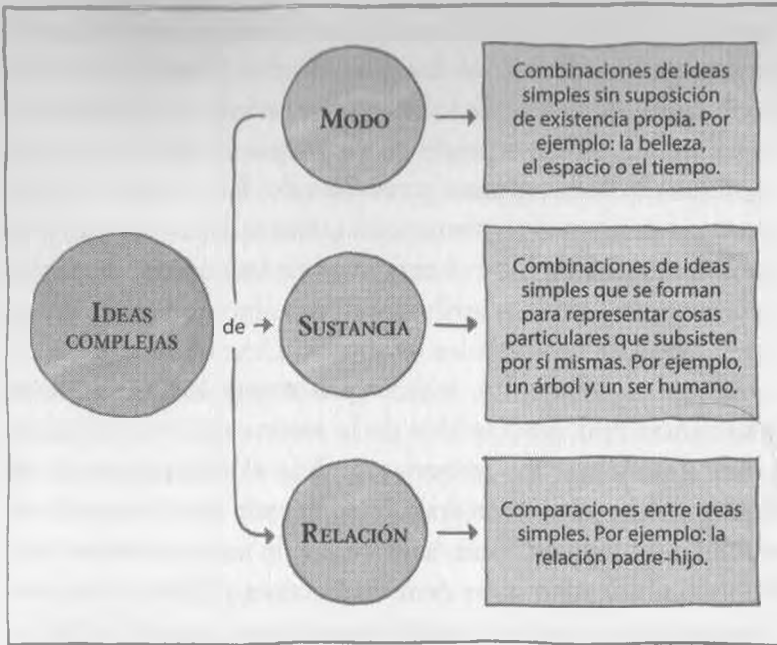 IDEAS
COMPLEJAS
de
MODO
Combinaciones de ideas
simples sin suposición
de existencia propia. Por
ejemplo: la belleza,
el espacio o el tiempo.
SUSTANCIA
Combinaciones de ideas
simples que se forman
para representar cosas
particulares que subsisten
por sí mismas. Por ejemplo,
un árbol y un ser humano.
RELACIÓN
Comparaciones entre ideas
simples. Por ejemplo: la
relación padre-hijo.